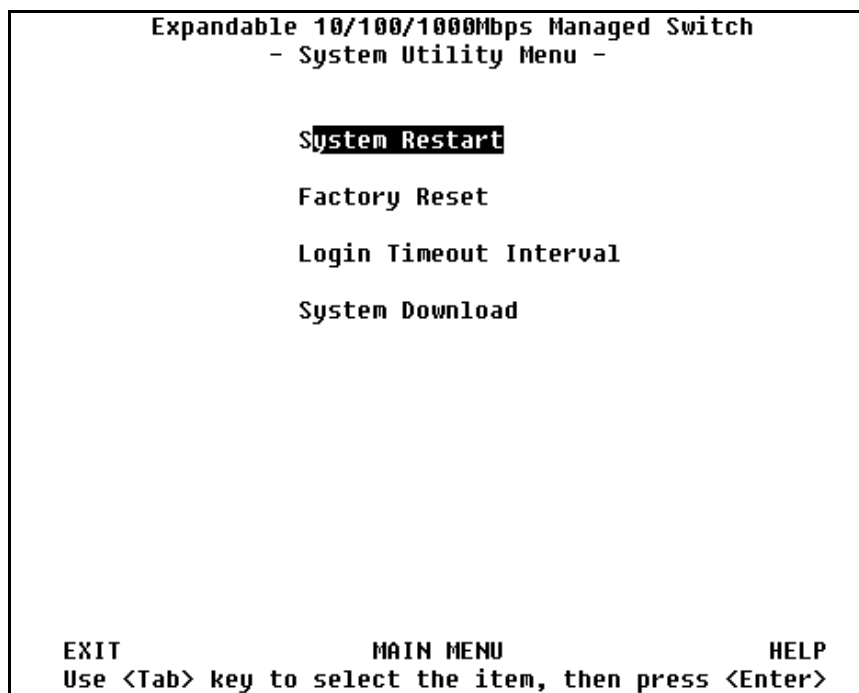 Expandable 10/100/1000Mbps Managed Switch
- System Utility Menu -
System Restart
Factory Reset
Login Timeout Interval
System Download
EXIT MAIN MENU HELP
Use <Tab> key to select the item, then press <Enter>